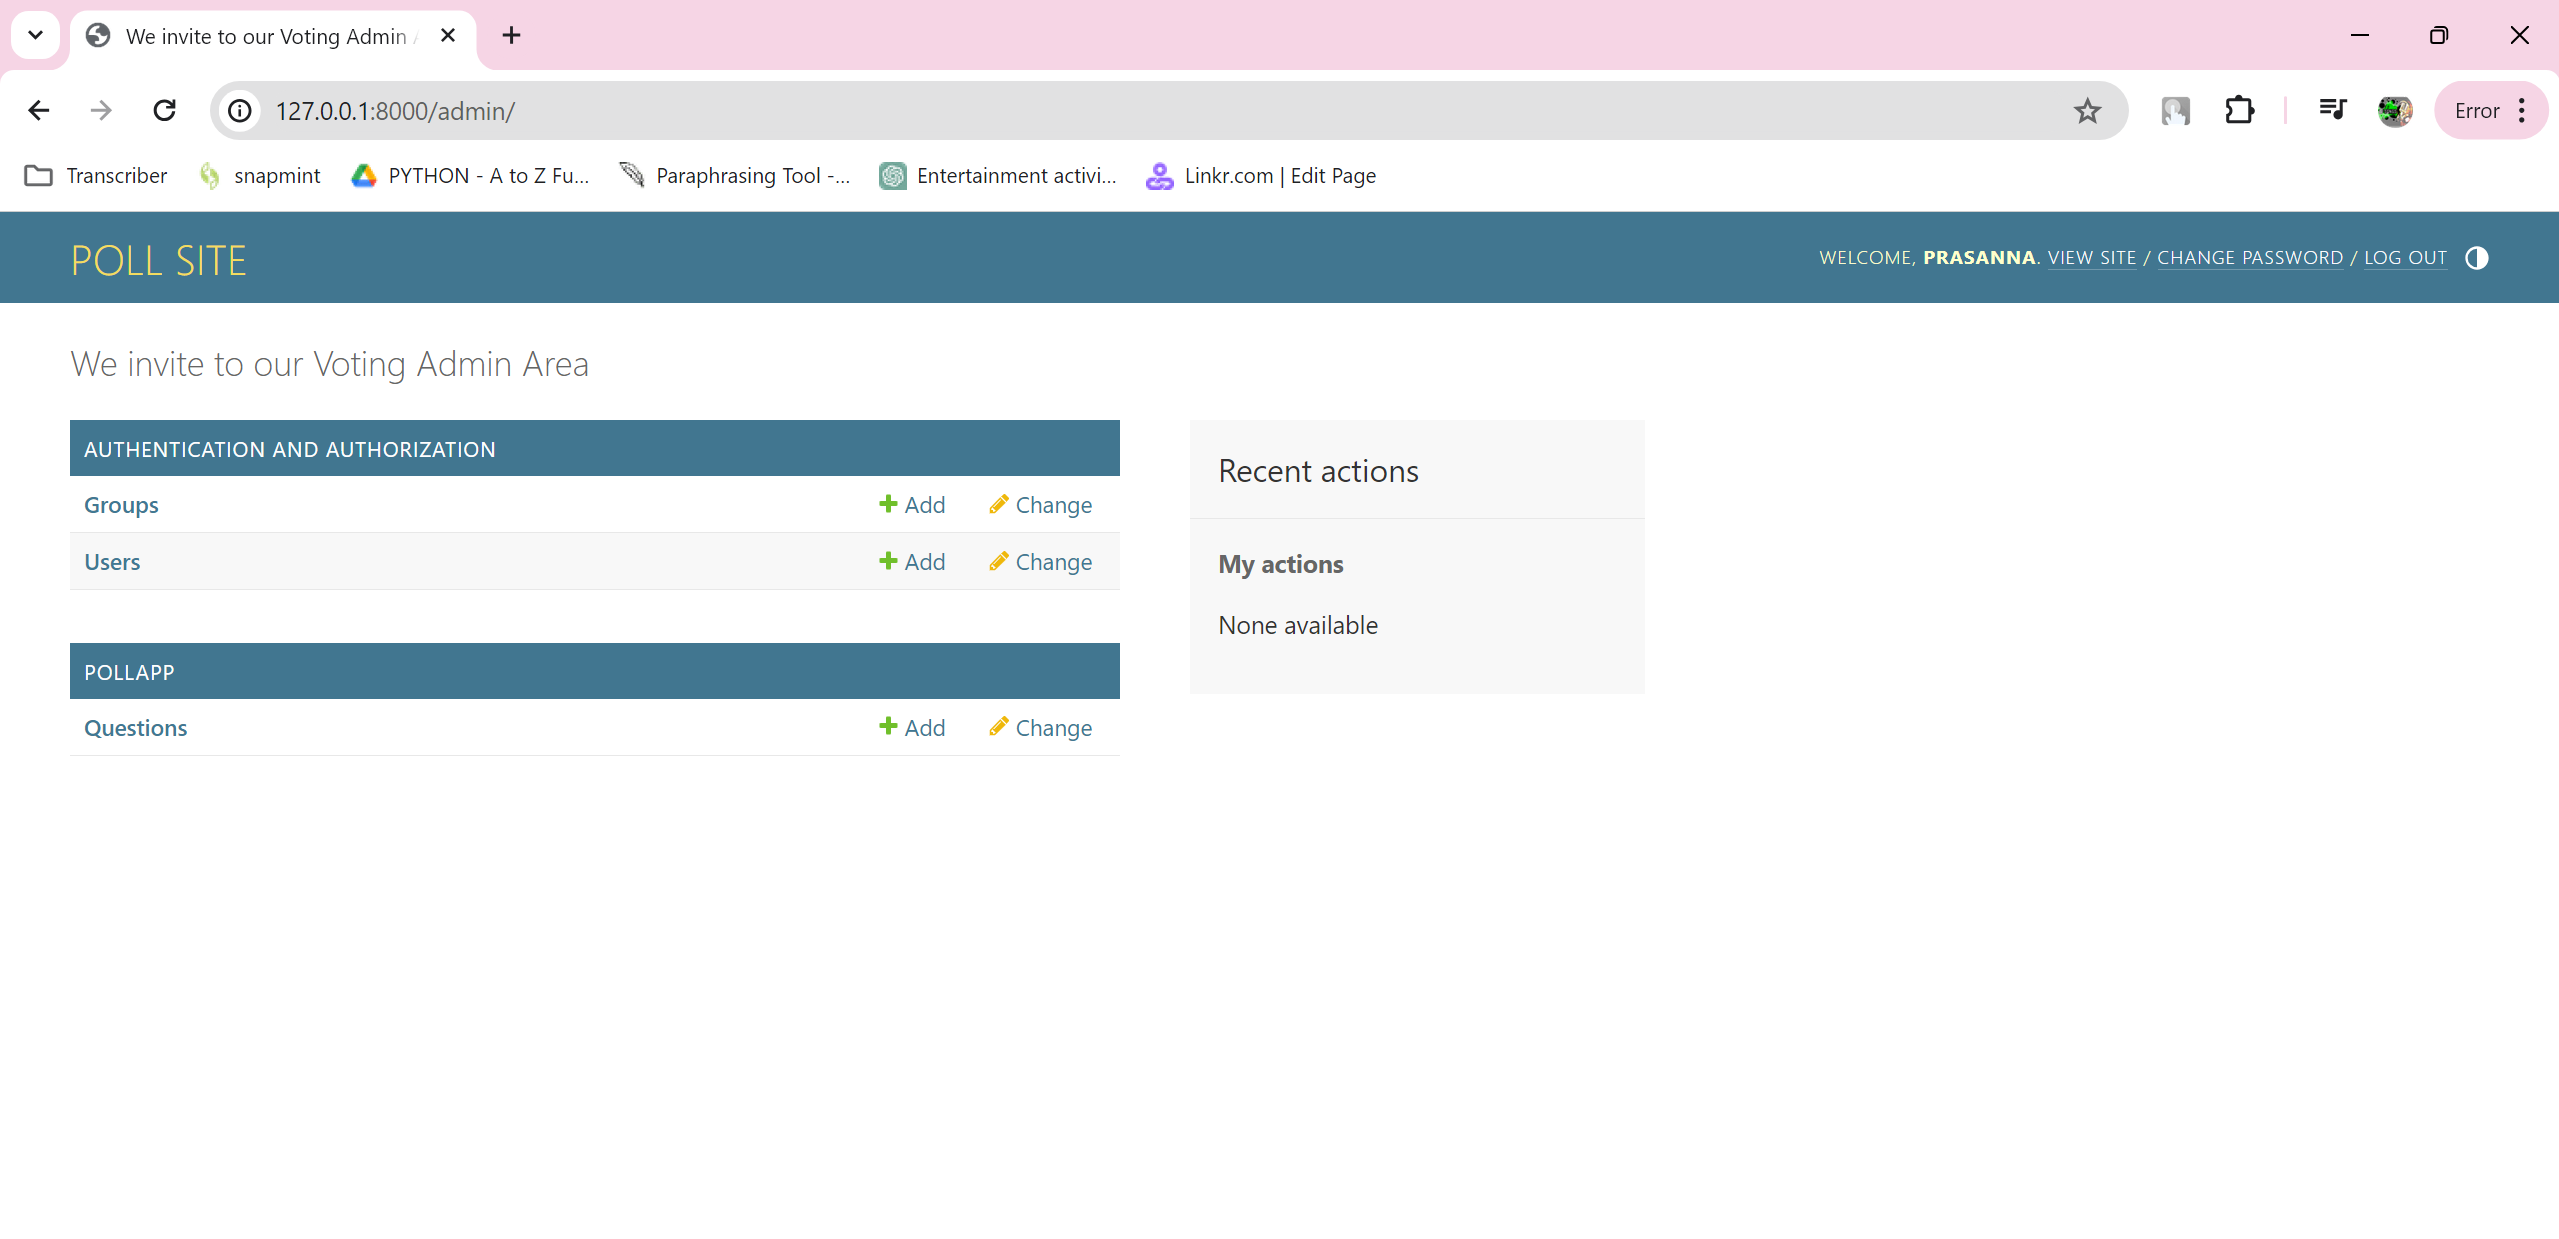 We invite to our Voting Admin
127.0.0.1:8000/admin/
Error
Transcriber snapmint PYTHON - A to Z Fu... Paraphrasing Tool -... Entertainment activi... Linkr.com | Edit Page
POLL SITE
WELCOME, PRASANNA. VIEW SITE / CHANGE PASSWORD / LOG OUT
We invite to our Voting Admin Area
AUTHENTICATION AND AUTHORIZATION
Groups Add Change
Users Add Change
POLLAPP
Questions Add Change
Recent actions
My actions
None available